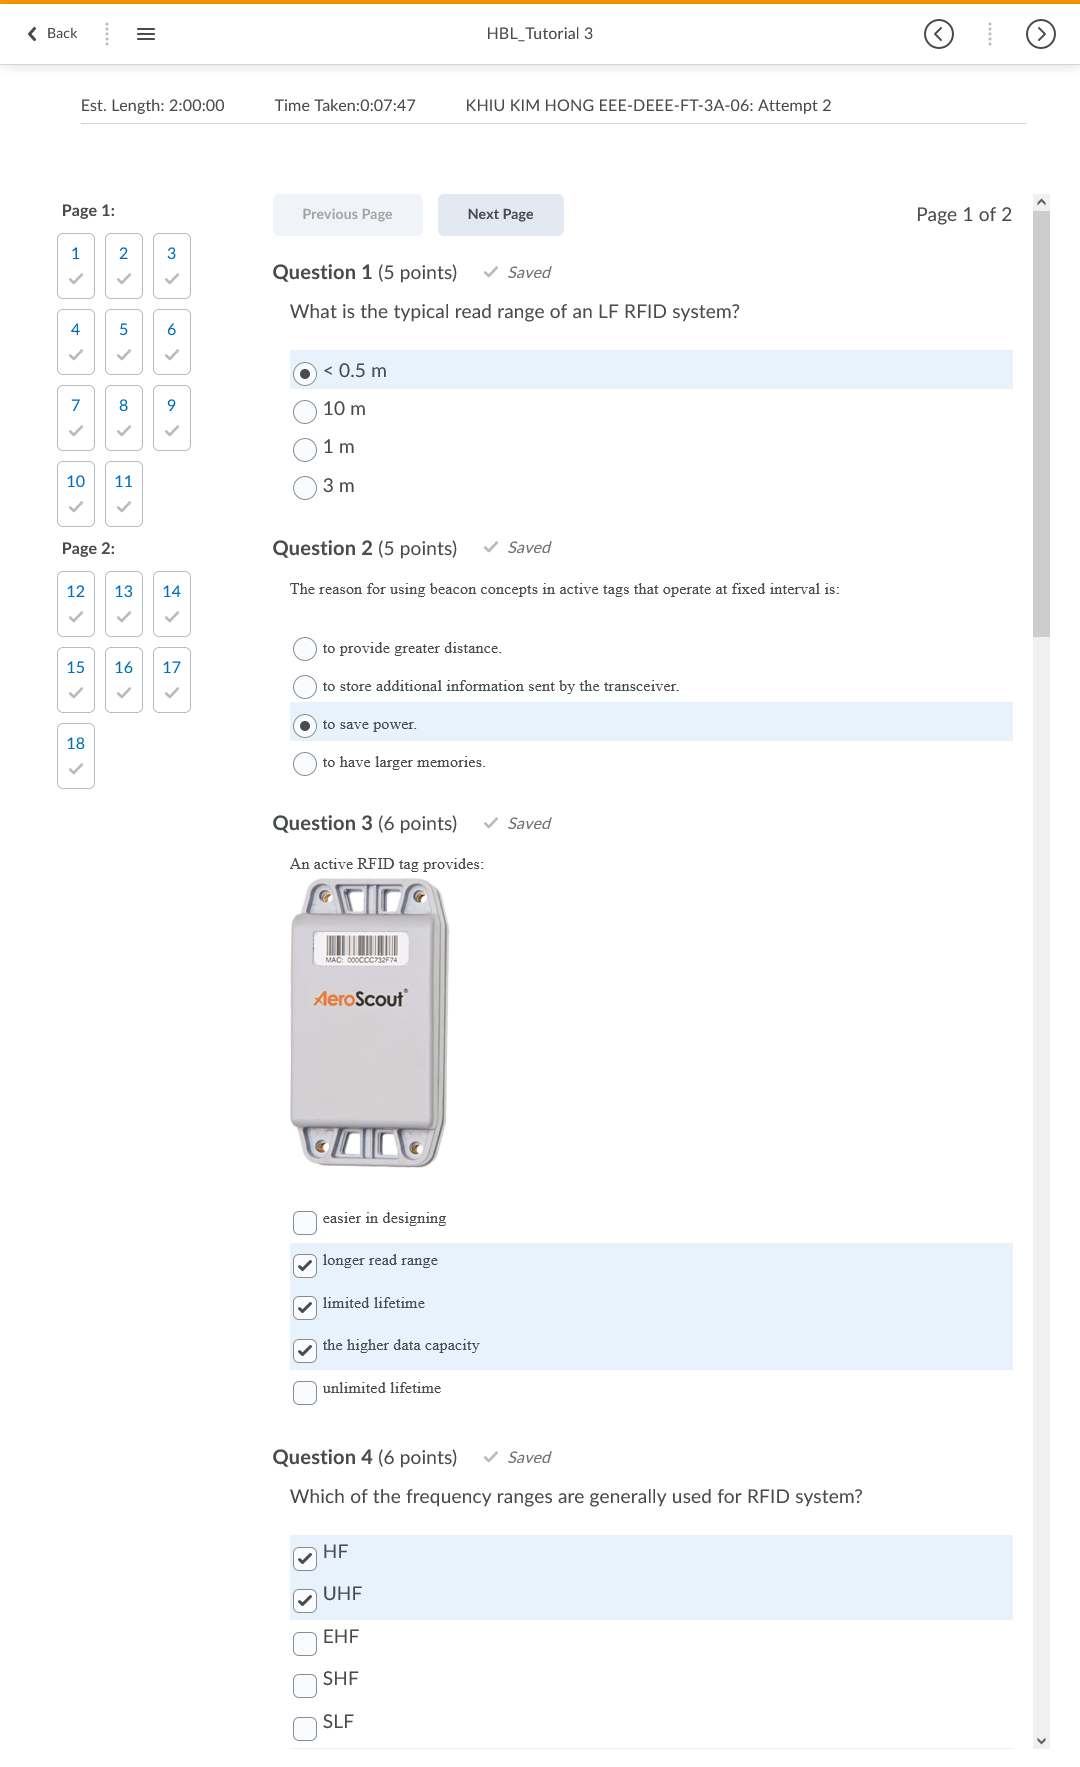 Back
HBL_Tutorial 3
Est. Length: 2:00:00 Time Taken:0:07:47 KHIU KIM HONG EEE-DEEE-FT-3A-06: Attempt 2
Page 1:
1 2 3
4 5 6
7 8 9
10 11
Page 2:
12 13 14
15 16 17
18
Previous Page Next Page Page 1 of 2
Question 1 (5 points) Saved
What is the typical read range of an LF RFID system?
< 0.5 m
10 m
1 m
3 m
Question 2 (5 points) Saved
The reason for using beacon concepts in active tags that operate at fixed interval is:
to provide greater distance.
to store additional information sent by the transceiver.
to save power.
to have larger memories.
Question 3 (6 points) Saved
An active RFID tag provides:
MAC: 000CCC732F74
AeroScout®
easier in designing
longer read range
limited lifetime
the higher data capacity
unlimited lifetime
Question 4 (6 points) Saved
Which of the frequency ranges are generally used for RFID system?
HF
UHF
EHF
SHF
SLF